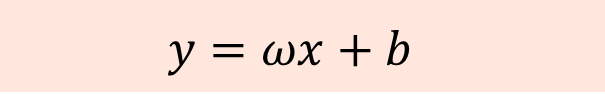 y = ωx + b